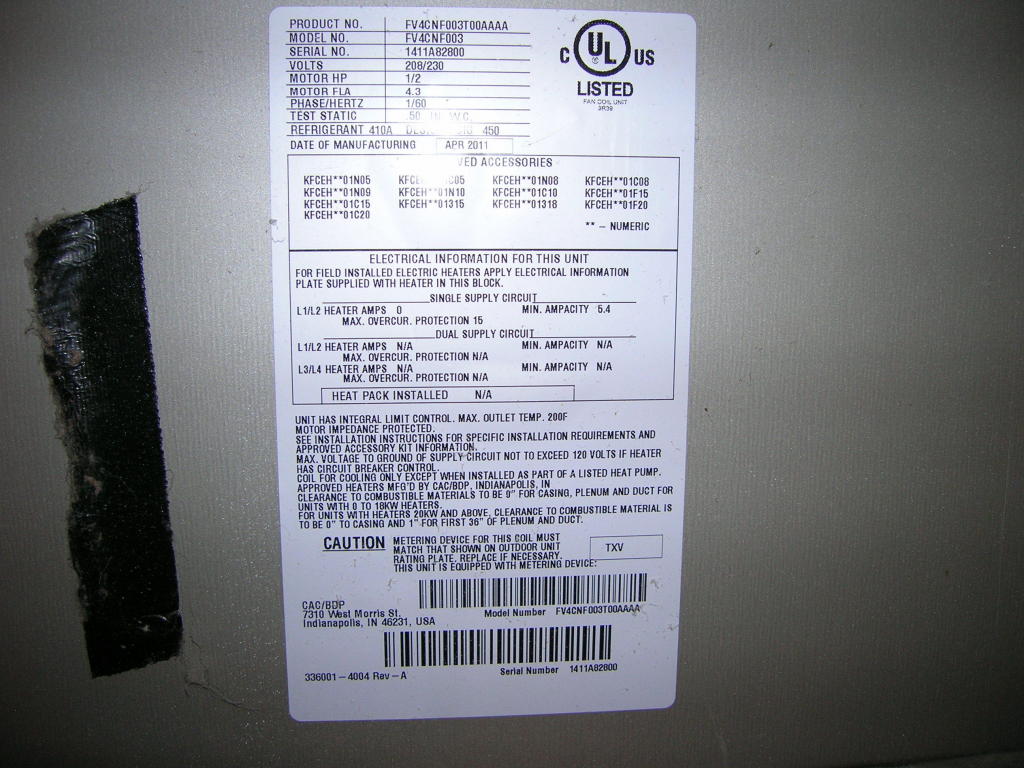 PRODUCT NO. FV4CNF003T00AAAA
MODEL NO. FV4CNF003
SERIAL NO. 1411A82800
VOLTS 208/230
MOTOR HP 1/2
MOTOR FLA 4.3
PHASE/HERTZ 1/60
TEST STATIC .50 IN W.C.
REFRIGERANT 410A 450
DATE OF MANUFACTURING APR 2011
C UL US
LISTED
FAN COIL UNIT
3R39
VED ACCESSORIES
KFCEH**01N05 KFCE C05 KFCEH**01N08 KFCEH**01C08
KFCEH**01N09 KFCEH**01N10 KFCEH**01C10 KFCEH**01F15
KFCEH**01C15 KFCEH**01315 KFCEH**01318 KFCEH**01F20
KFCEH**01C20
** - NUMERIC
ELECTRICAL INFORMATION FOR THIS UNIT
FOR FIELD INSTALLED ELECTRIC HEATERS APPLY ELECTRICAL INFORMATION
PLATE SUPPLIED WITH HEATER IN THIS BLOCK.
SINGLE SUPPLY CIRCUIT
L1/L2 HEATER AMPS 0 MIN. AMPACITY 5.4
MAX. OVERCUR. PROTECTION 15
DUAL SUPPLY CIRCUIT
L1/L2 HEATER AMPS N/A MIN. AMPACITY N/A
MAX. OVERCUR. PROTECTION N/A
L3/L4 HEATER AMPS N/A MIN. AMPACITY N/A
MAX. OVERCUR. PROTECTION N/A
HEAT PACK INSTALLED N/A
UNIT HAS INTEGRAL LIMIT CONTROL. MAX. OUTLET TEMP. 200F
MOTOR IMPEDANCE PROTECTED.
SEE INSTALLATION INSTRUCTIONS FOR SPECIFIC INSTALLATION REQUIREMENTS AND
APPROVED ACCESSORY KIT INFORMATION.
MAX. VOLTAGE TO GROUND OF SUPPLY CIRCUIT NOT TO EXCEED 120 VOLTS IF HEATER
HAS CIRCUIT BREAKER CONTROL.
COIL FOR COOLING ONLY EXCEPT WHEN INSTALLED AS PART OF A LISTED HEAT PUMP.
APPROVED HEATERS MFG'D BY CAC/BDP, INDIANAPOLIS, IN
CLEARANCE TO COMBUSTIBLE MATERIALS TO BE 0" FOR CASING, PLENUM AND DUCT FOR
UNITS WITH 0 TO 18KW HEATERS.
FOR UNITS WITH HEATERS 20KW AND ABOVE, CLEARANCE TO COMBUSTIBLE MATERIAL IS
TO BE 0" TO CASING AND 1" FOR FIRST 36" OF PLENUM AND DUCT.
CAUTION METERING DEVICE FOR THIS COIL MUST
MATCH THAT SHOWN ON OUTDOOR UNIT
RATING PLATE. REPLACE IF NECESSARY.
THIS UNIT IS EQUIPPED WITH METERING DEVICE:
TXV
CAC/BDP
7310 West Morris St.
Indianapolis, IN 46231, USA
Model Number FV4CNF003T00AAAA
Serial Number 1411A82800
336001-4004 Rev-A